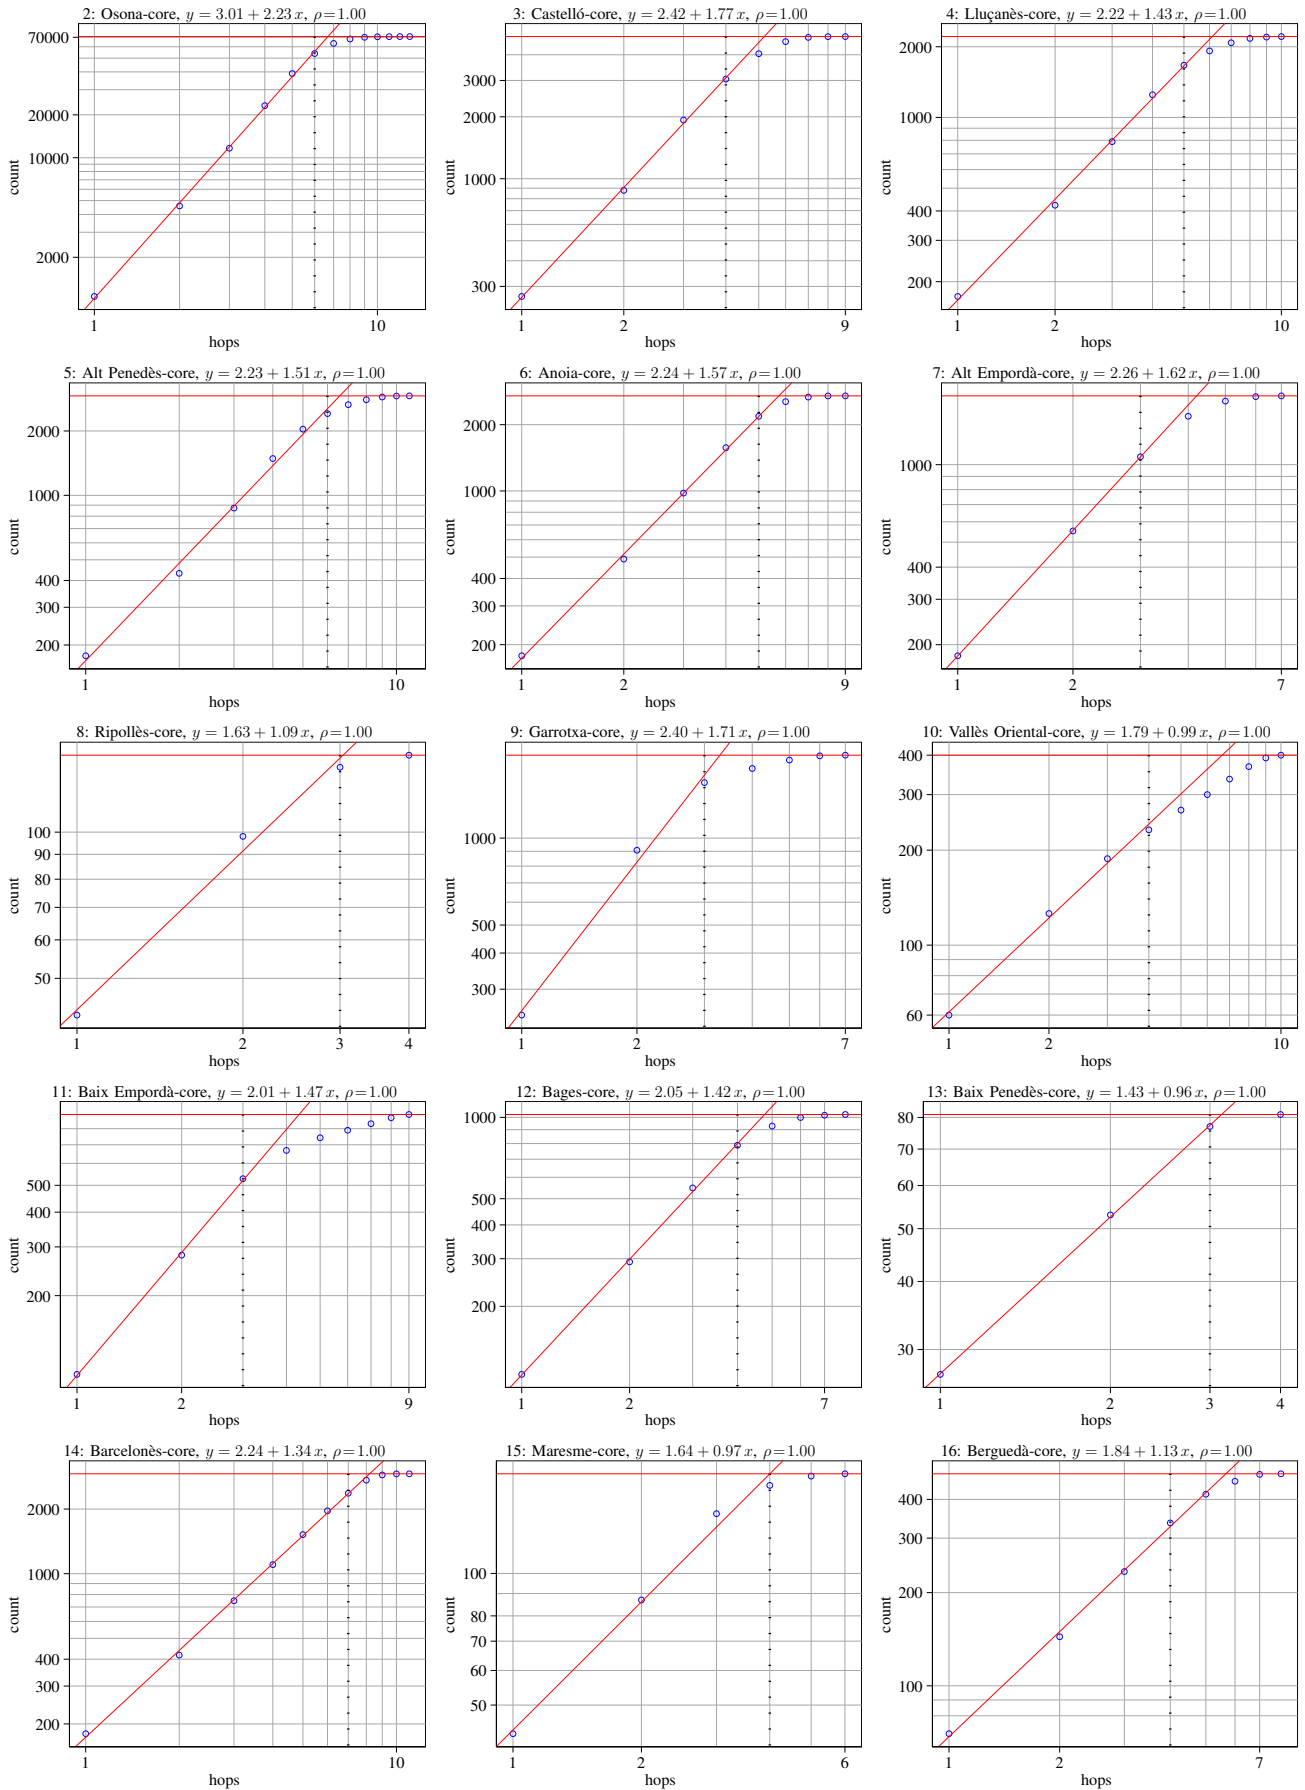 2: Osona-core, y = 3.01 + 2.23 x, ρ=1.00
70000
20000
10000
2000
count
1
10
hops
3: Castelló-core, y = 2.42 + 1.77 x, ρ=1.00
3000
2000
1000
300
count
1
2
9
hops
4: Lluçanès-core, y = 2.22 + 1.43 x, ρ=1.00
2000
1000
400
300
200
count
1
2
10
hops
5: Alt Penedès-core, y = 2.23 + 1.51 x, ρ=1.00
2000
1000
400
300
200
count
1
10
hops
6: Anoia-core, y = 2.24 + 1.57 x, ρ=1.00
2000
1000
400
300
200
count
1
2
9
hops
7: Alt Empordà-core, y = 2.26 + 1.62 x, ρ=1.00
1000
400
300
200
count
1
2
7
hops
8: Ripollès-core, y = 1.63 + 1.09 x, ρ=1.00
100
90
80
70
60
50
count
1
2
3
4
hops
9: Garrotxa-core, y = 2.40 + 1.71 x, ρ=1.00
1000
500
400
300
count
1
2
7
hops
10: Vallès Oriental-core, y = 1.79 + 0.99 x, ρ=1.00
400
300
200
100
60
count
1
2
10
hops
11: Baix Empordà-core, y = 2.01 + 1.47 x, ρ=1.00
500
400
300
200
count
1
2
9
hops
12: Bages-core, y = 2.05 + 1.42 x, ρ=1.00
1000
500
400
300
200
count
1
2
7
hops
13: Baix Penedès-core, y = 1.43 + 0.96 x, ρ=1.00
80
70
60
50
40
30
count
1
2
3
4
hops
14: Barcelonès-core, y = 2.24 + 1.34 x, ρ=1.00
2000
1000
400
300
200
count
1
10
hops
15: Maresme-core, y = 1.64 + 0.97 x, ρ=1.00
100
80
70
60
50
count
1
2
6
hops
16: Berguedà-core, y = 1.84 + 1.13 x, ρ=1.00
400
300
200
100
count
1
2
7
hops